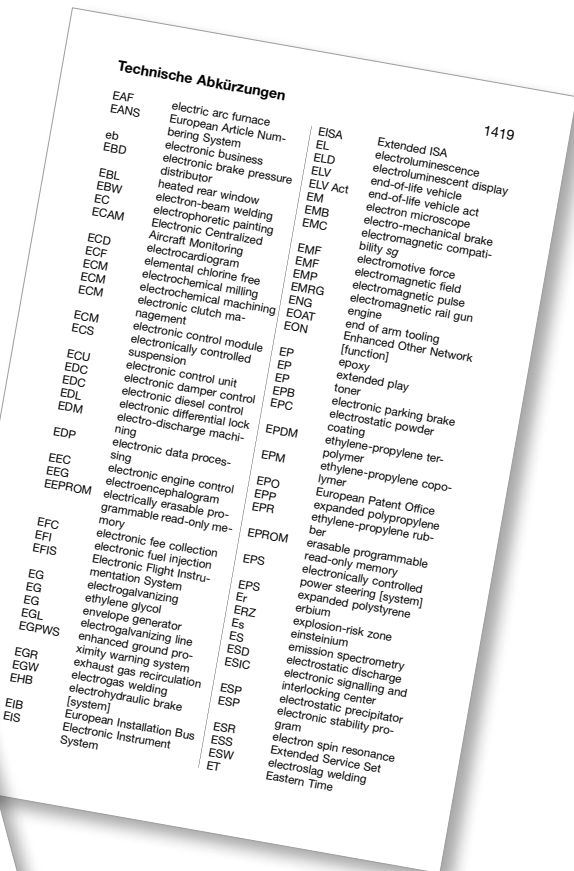 Technische Abkürzungen
1419
EAF electric arc furnace
EANS European Article Num-
bering System
eb electronic business
EBD electronic brake pressure
distributor
EBL heated rear window
EBW electron-beam welding
EC electrophoretic painting
ECAM Electronic Centralized
Aircraft Monitoring
ECD electrocardiogram
ECF elemental chlorine free
ECM electrochemical milling
ECM electrochemical machining
ECM electronic clutch ma-
nagement
ECM electronic control module
ECS electronically controlled
suspension
ECU electronic control unit
EDC electronic damper control
EDC electronic diesel control
EDL electronic differential lock
EDM electro-discharge machi-
ning
EDP electronic data proces-
sing
EEC electronic engine control
EEG electroencephalogram
EEPROM electrically erasable pro-
grammable read-only me-
mory
EFC electronic fee collection
EFI electronic fuel injection
EFIS Electronic Flight Instru-
mentation System
EG electrogalvanizing
EG ethylene glycol
EG envelope generator
EGL electrogalvanizing line
EGPWS enhanced ground pro-
ximity warning system
EGR exhaust gas recirculation
EGW electrogas welding
EHB electrohydraulic brake
[system]
EIB European Installation Bus
EIS Electronic Instrument
System
EISA Extended ISA
EL electroluminescence
ELD electroluminescent display
ELV end-of-life vehicle
ELV Act end-of-life vehicle act
EM electron microscope
EMB electro-mechanical brake
EMC electromagnetic compati-
bility sg
EMF electromotive force
EMF electromagnetic field
EMP electromagnetic pulse
EMRG electromagnetic rail gun
ENG engine
EOAT end of arm tooling
EON Enhanced Other Network
[function]
EP epoxy
EP extended play
EP toner
EPB electronic parking brake
EPC electrostatic powder
coating
EPDM ethylene-propylene ter-
polymer
EPM ethylene-propylene copo-
lymer
EPO European Patent Office
EPP expanded polypropylene
EPR ethylene-propylene rub-
ber
EPROM erasable programmable
read-only memory
EPS electronically controlled
power steering [system]
EPS expanded polystyrene
Er erbium
ERZ explosion-risk zone
Es einsteinium
ES emission spectrometry
ESD electrostatic discharge
ESIC electronic signalling and
interlocking center
ESP electrostatic precipitator
ESP electronic stability pro-
gram
ESR electron spin resonance
ESS Extended Service Set
ESW electroslag welding
ET Eastern Time